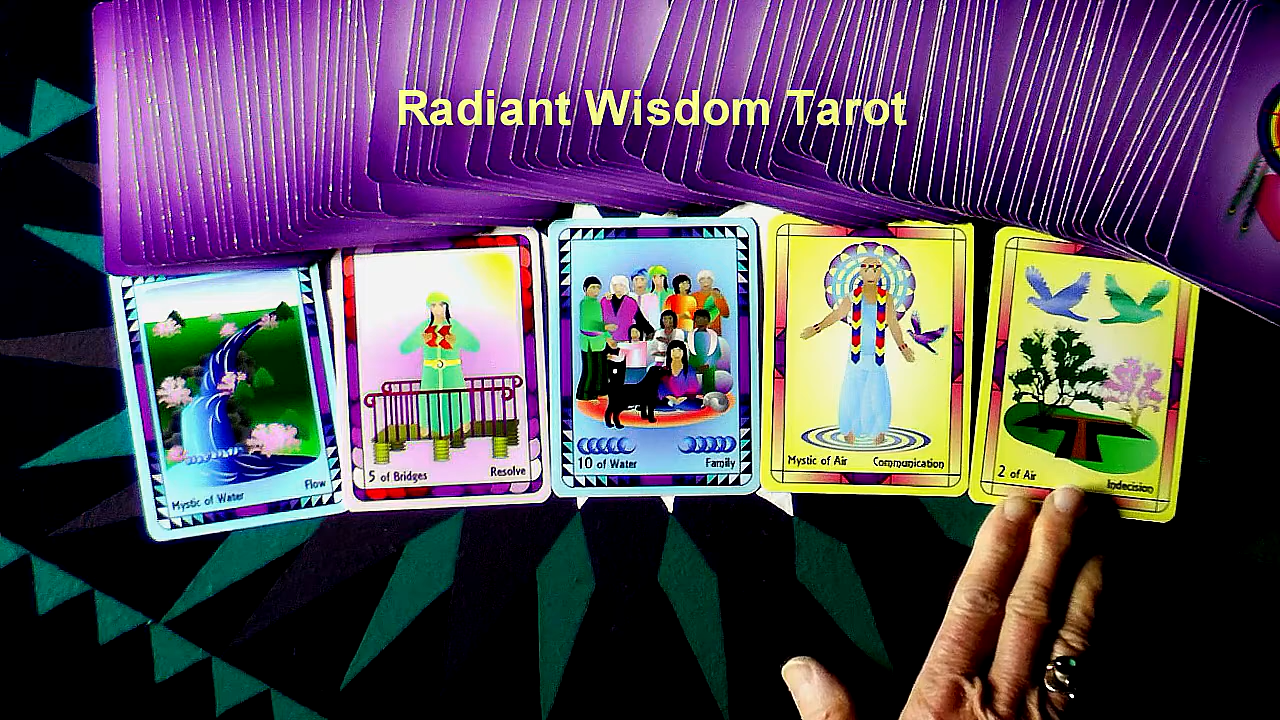 Radiant Wisdom Tarot
Mystic of Water Flow
5 of Bridges Resolve
10 of Water Family
Mystic of Air Communication
2 of Air Indecision